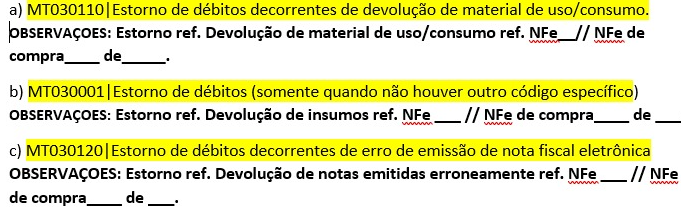 a) MT030110|Estorno de débitos decorrentes de devolução de material de uso/consumo.
OBSERVAÇOES: Estorno ref. Devolução de material de uso/consumo ref. NFe__// NFe de
compra____ de_____.
b) MT030001|Estorno de débitos (somente quando não houver outro código específico)
OBSERVAÇOES: Estorno ref. Devolução de insumos ref. NFe ___ // NFe de compra____ de ___
c) MT030120|Estorno de débitos decorrentes de erro de emissão de nota fiscal eletrônica
OBSERVAÇOES: Estorno ref. Devolução de notas emitidas erroneamente ref. NFe ___ // NFe
de compra____ de ___.